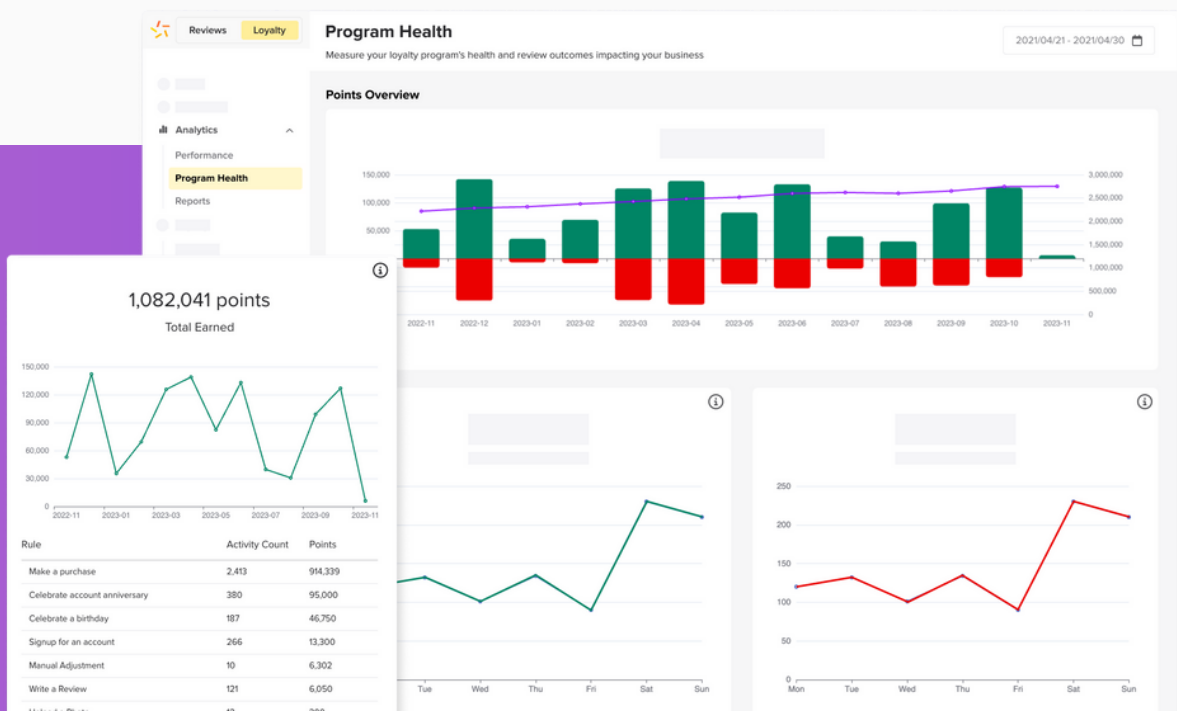 Reviews Loyalty
Program Health
Measure your loyalty program's health and review outcomes impacting your business
2021/04/21 - 2021/04/30
Points Overview
Analytics
Performance
Program Health
Reports
150,000
100,000
50,000
3,000,000
2,500,000
2,000,000
1,500,000
1,000,000
500,000
0
2022-11 2022-12 2023-01 2023-02 2023-03 2023-04 2023-05 2023-06 2023-07 2023-08 2023-09 2023-10 2023-11
1,082,041 points
Total Earned
150,000
120,000
90,000
60,000
30,000
0
2022-11 2023-01 2023-03 2023-05 2023-07 2023-09 2023-11
Rule Activity Count Points
Make a purchase 2,413 914,339
Celebrate account anniversary 380 95,000
Celebrate a birthday 187 46,750
Signup for an account 266 13,300
Manual Adjustment 10 6,302
Write a Review 121 6,050
Tue Wed Thu Fri Sat Sun
250
200
150
100
50
0
Mon Tue Wed Thu Fri Sat Sun